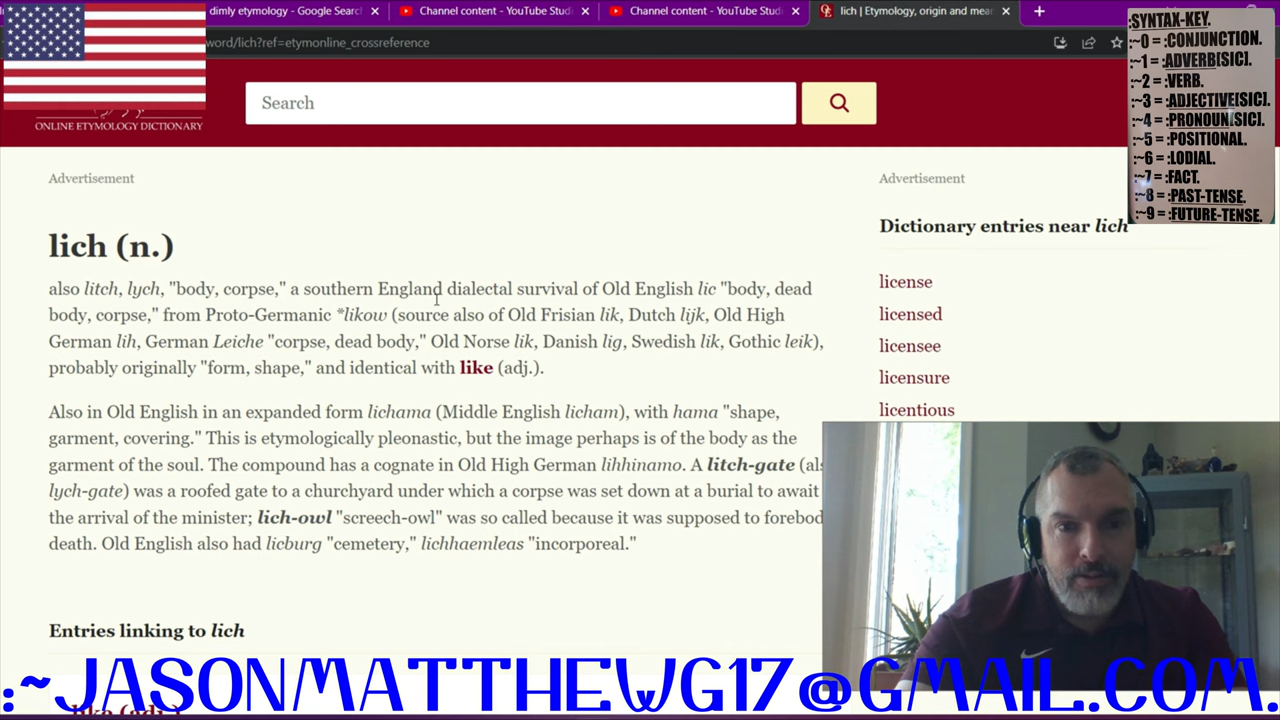 dimly etymology - Google Searc
Channel content - YouTube Studi
Channel content - YouTube Studi
lich | Etymology, origin and mean
word/lich?ref=etymonline_crossreference
:SYNTAX-KEY.
:~0 = :CONJUNCTION.
:~1 = :ADVERB[SIC].
:~2 = :VERB.
:~3 = :ADJECTIVE[SIC].
:~4 = :PRONOUN[SIC].
:~5 = :POSITIONAL.
:~6 = :LODIAL.
:~7 = :FACT.
:~8 = :PAST-TENSE.
:~9 = :FUTURE-TENSE.
Search
ONLINE ETYMOLOGY DICTIONARY
Advertisement
lich (n.)
also litch, lych, "body, corpse," a southern England dialectal survival of Old English lic "body, dead
body, corpse," from Proto-Germanic *likow (source also of Old Frisian lik, Dutch lijk, Old High
German lih, German Leiche "corpse, dead body," Old Norse lik, Danish lig, Swedish lik, Gothic leik),
probably originally "form, shape," and identical with like (adj.).
Also in Old English in an expanded form lichama (Middle English licham), with hama "shape,
garment, covering." This is etymologically pleonastic, but the image perhaps is of the body as the
garment of the soul. The compound has a cognate in Old High German lihhinamo. A litch-gate (als
lych-gate) was a roofed gate to a churchyard under which a corpse was set down at a burial to await
the arrival of the minister; lich-owl "screech-owl" was so called because it was supposed to forebod
death. Old English also had licburg "cemetery," lichhaemleas "incorporeal."
Entries linking to lich
like (adj.)
Advertisement
Dictionary entries near lich
license
licensed
licensee
licensure
licentious
:~JASONMATTHEWG17@GMAIL.COM.